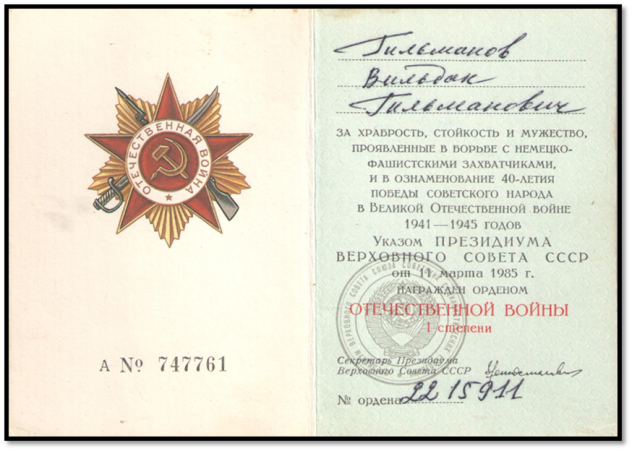 ОТЕЧЕСТВЕННАЯ ВОЙНА
А № 747761
Гильманов
Вильдан
Гильманович
ЗА ХРАБРОСТЬ, СТОЙКОСТЬ И МУЖЕСТВО,
ПРОЯВЛЕННЫЕ В БОРЬБЕ С НЕМЕЦКО-
ФАШИСТСКИМИ ЗАХВАТЧИКАМИ,
И В ОЗНАМЕНОВАНИЕ 40-ЛЕТИЯ
ПОБЕДЫ СОВЕТСКОГО НАРОДА
В ВЕЛИКОЙ ОТЕЧЕСТВЕННОЙ ВОЙНЕ
1941—1945 ГОДОВ
УКАЗОМ ПРЕЗИДИУМА
ВЕРХОВНОГО СОВЕТА СССР
от 11 марта 1985 г.
НАГРАЖДЕН ОРДЕНОМ
ОТЕЧЕСТВЕННОЙ ВОЙНЫ
I степени
Секретарь Президиума
Верховного Совета СССР
№ ордена 2215911